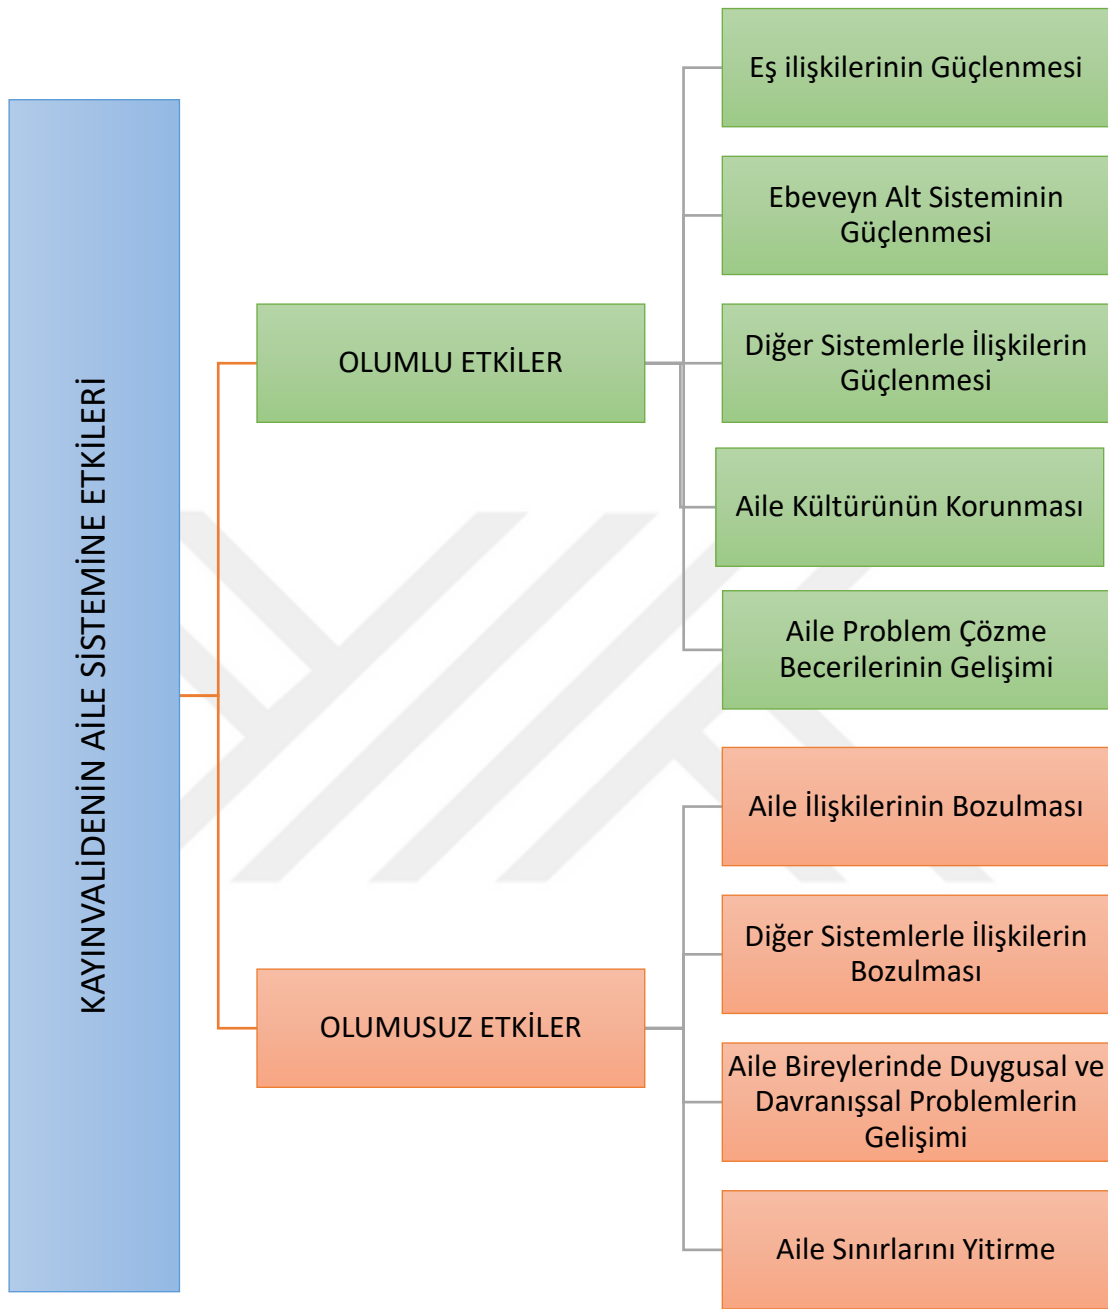 KAYINVALİDENİN AİLE SİSTEMİNE ETKİLERİ
OLUMLU ETKİLER
Eş ilişkilerinin Güçlenmesi
Ebeveyn Alt Sisteminin
Güçlenmesi
Diğer Sistemlerle İlişkilerin
Güçlenmesi
Aile Kültürünün Korunması
Aile Problem Çözme
Becerilerinin Gelişimi
OLUMUSUZ ETKİLER
Aile İlişkilerinin Bozulması
Diğer Sistemlerle İlişkilerin
Bozulması
Aile Bireylerinde Duygusal ve
Davranışsal Problemlerin
Gelişimi
Aile Sınırlarını Yitirme